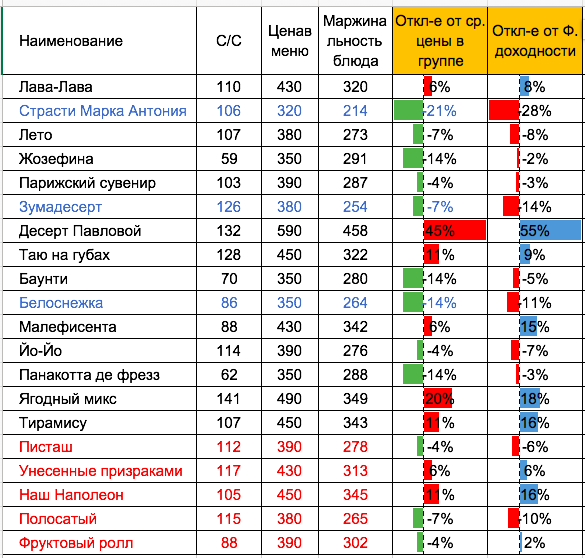 Наименование С/С Ценав меню Маржина льность блюда Откл-е от ср. цены в группе Откл-е от Ф. доходности
Лава-Лава 110 430 320 6% 8%
Страсти Марка Антония 106 320 214 -21% -28%
Лето 107 380 273 -7% -8%
Жозефина 59 350 291 -14% -2%
Парижский сувенир 103 390 287 -4% -3%
Зумадесерт 126 380 254 -7% -14%
Десерт Павловой 132 590 458 45% 55%
Таю на губах 128 450 322 11% 9%
Баунти 70 350 280 -14% -5%
Белоснежка 86 350 264 -14% -11%
Малефисента 88 430 342 6% 15%
Йо-Йо 114 390 276 -4% -7%
Панакотта де фрезз 62 350 288 -14% -3%
Ягодный микс 141 490 349 20% 18%
Тирамису 107 450 343 11% 16%
Писташ 112 390 278 -4% -6%
Унесенные призраками 117 430 313 6% 6%
Наш Наполеон 105 450 345 11% 16%
Полосатый 115 380 265 -7% -10%
Фруктовый ролл 88 390 302 -4% 2%